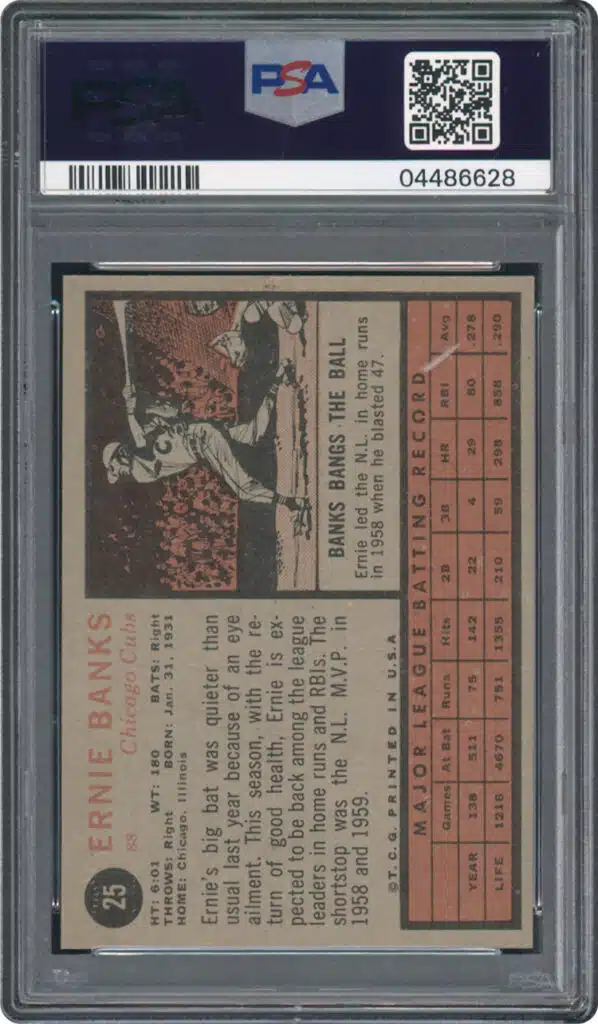 PSA
04486628
25
ERNIE BANKS
SS
Chicago Cubs
HT: 6:01 WT: 180 BATS: Right
THROWS: Right BORN: Jan. 31, 1931
HOME: Chicago, Illinois
Ernie's big bat was quieter than
usual last year because of an eye
ailment. This season, with the re-
turn of good health, Ernie is ex-
pected to be back among the league
leaders in home runs and RBIs. The
shortstop was the N.L. M.V.P. in
1958 and 1959.
©T.C.G. PRINTED IN U.S.A
BANKS BANGS THE BALL
Ernie led the N.L. in home runs
in 1958 when he blasted 47.
MAJOR LEAGUE BATTING RECORD
Games At Bat Runs Hits 2B 3B HR RBI Avg
YEAR 138 511 75 142 22 4 29 80 .278
LIFE 1216 4670 751 1355 210 59 298 858 .290